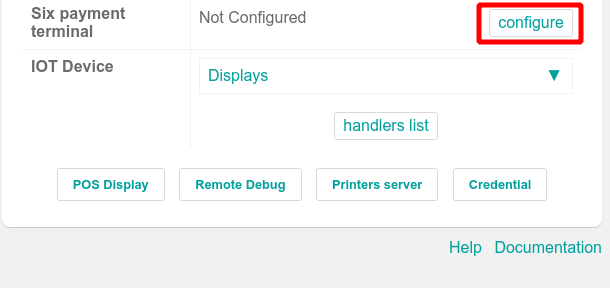 Six payment terminal
Not Configured
configure
IOT Device
Displays
handlers list
POS Display
Remote Debug
Printers server
Credential
Help
Documentation